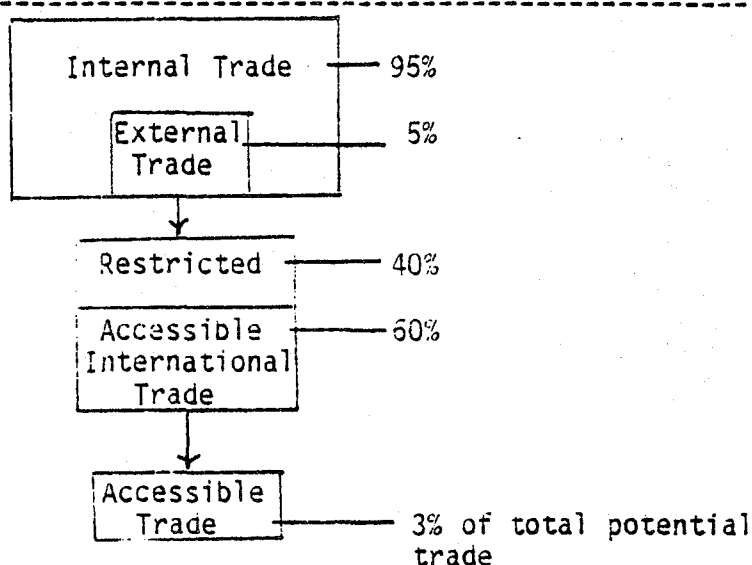 Internal Trade 95%
External 5%
Trade
Restricted 40%
Accessible 60%
International
Trade
Accessible
Trade
3% of total potential
trade